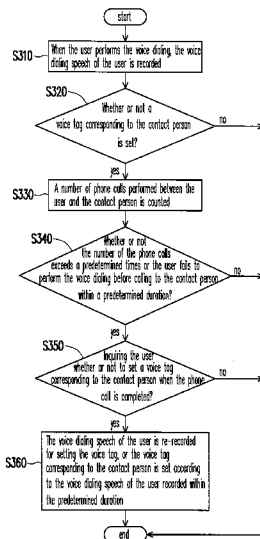 start
S310
When the user performs the voice dialing, the voice
dialing speech of the user is recorded
S320
Whether or not a
voice tag corresponding to the contact person
is set?
no
yes
S330
A number of phone calls performed between the
user and the contact person is counted
S340
Whether or not
the number of the phone calls
exceeds a predetermined times or the user fails to
perform the voice dialing before calling to the contact person
within a predetermined duration?
no
yes
S350
Inquiring the user
whether or not to set a voice tag
corresponding to the contact person when the phone
call is completed?
no
yes
S360
The voice dialing speech of the user is re-recorded
for setting the voice tag, or the voice tag
corresponding to the contact person is set according
to the voice dialing speech of the user recorded within
the predetermined duration
end